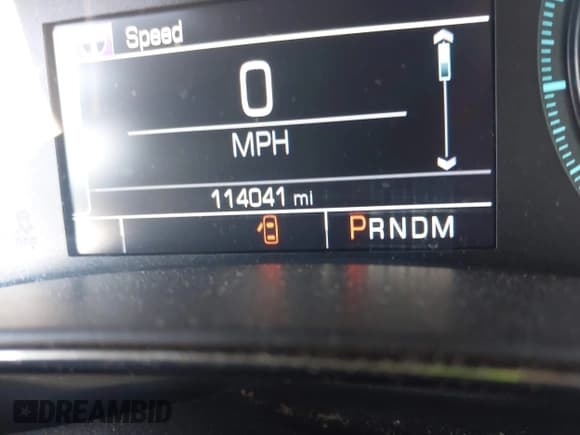 Speed
0
MPH
114041 mi
PRNDM
DREAMBID